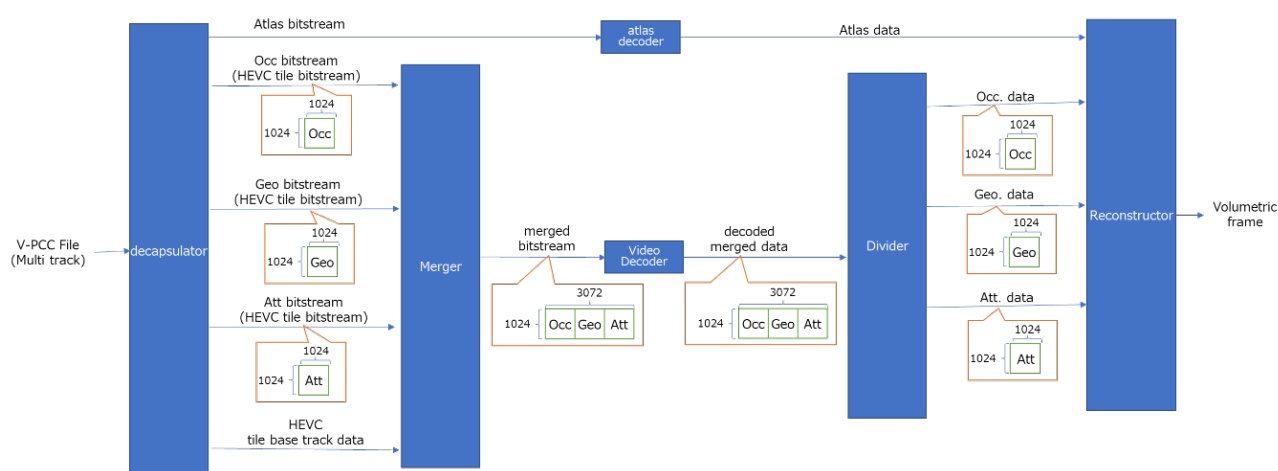 Atlas bitstream
atlas
decoder
Atlas data
Occ bitstream
(HEVC tile bitstream)
1024
1024
Occ
Geo bitstream
(HEVC tile bitstream)
1024
1024
Geo
Att bitstream
(HEVC tile bitstream)
1024
1024
Att
HEVC
tile base track data
V-PCC File
(Multi track)
decapsulator
Merger
merged
bitstream
3072
1024
Occ Geo Att
Video
Decoder
decoded
merged data
3072
1024
Occ Geo Att
Divider
Occ. data
1024
1024
Occ
Geo. data
1024
1024
Geo
Att. data
1024
1024
Att
Reconstructor
Volumetric
frame